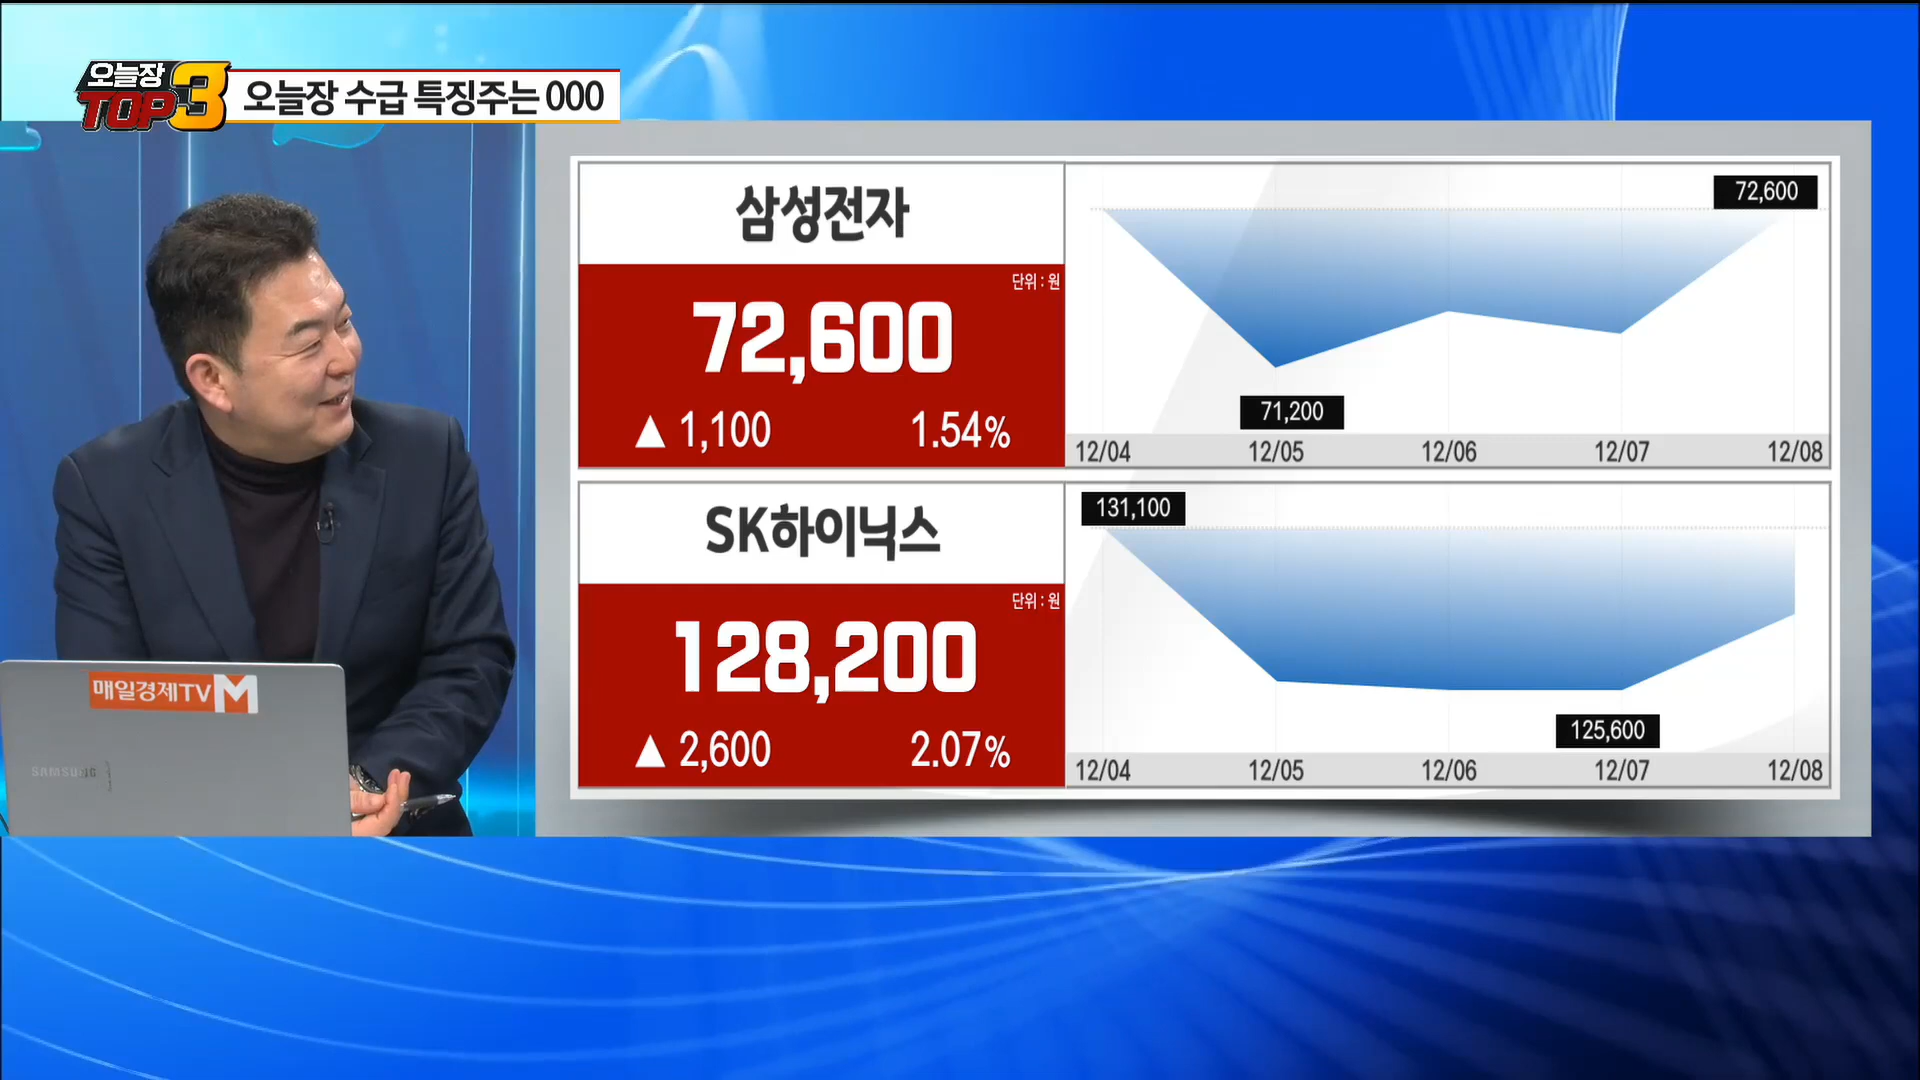 오늘장
TOP3
오늘장 수급 특징주는 OOO
삼성전자
단위 : 원
72,600
▲ 1,100 1.54%
72,600
71,200
12/04 12/05 12/06 12/07 12/08
SK하이닉스
단위 : 원
128,200
▲ 2,600 2.07%
131,100
125,600
12/04 12/05 12/06 12/07 12/08
매일경제TV M
SAMSUNG